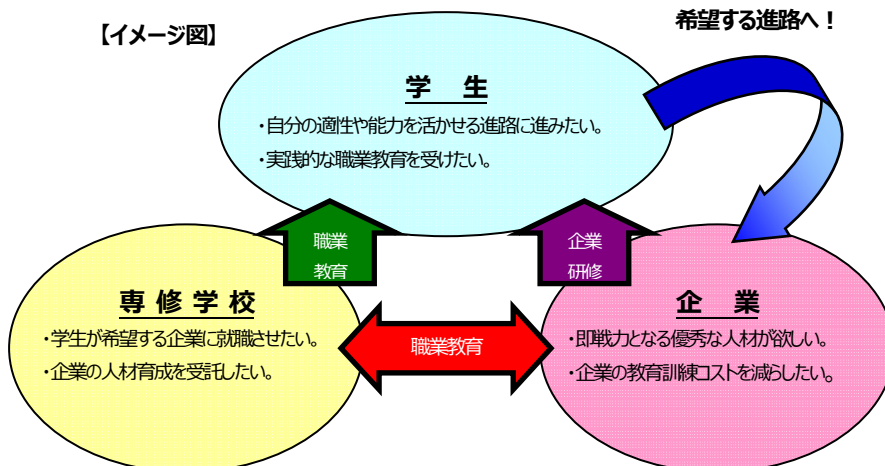 【イメージ図】
希望する進路へ！
学 生
・自分の適性や能力を活かせる進路に進みたい。
・実践的な職業教育を受けたい。
職業
教育
企業
研修
専 修 学 校
・学生が希望する企業に就職させたい。
・企業の人材育成を受託したい。
職業教育
企 業
・即戦力となる優秀な人材が欲しい。
・企業の教育訓練コストを減らしたい。